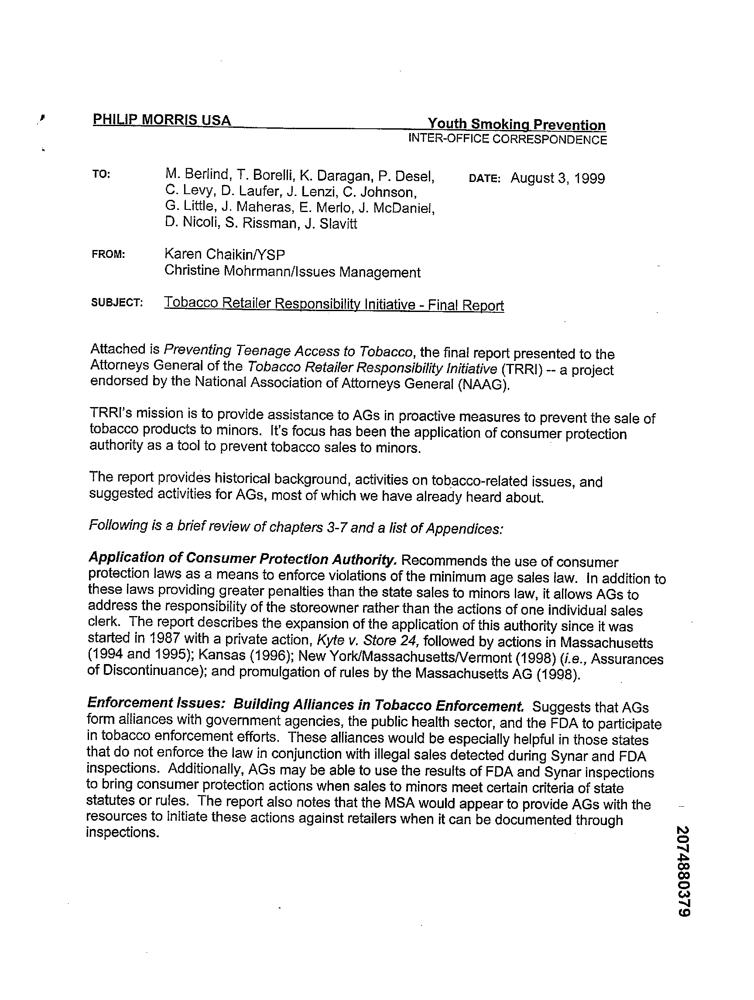 PHILIP MORRIS USA Youth Smoking Prevention
INTER-OFFICE CORRESPONDENCE
TO: M. Berlind, T. Borelli, K. Daragan, P. Desel, DATE: August 3, 1999
C. Levy, D. Laufer, J. Lenzi, C. Johnson,
G. Little, J. Maheras, E. Merlo, J. McDaniel,
D. Nicoli, S. Rissman, J. Slavitt
FROM: Karen Chaikin/YSP
Christine Mohrmann/Issues Management
SUBJECT: Tobacco Retailer Responsibility Initiative - Final Report
Attached is Preventing Teenage Access to Tobacco, the final report presented to the
Attorneys General of the Tobacco Retailer Responsibility Initiative (TRRI) -- a project
endorsed by the National Association of Attorneys General (NAAG).
TRRI's mission is to provide assistance to AGs in proactive measures to prevent the sale of
tobacco products to minors. It's focus has been the application of consumer protection
authority as a tool to prevent tobacco sales to minors.
The report provides historical background, activities on tobacco-related issues, and
suggested activities for AGs, most of which we have already heard about.
Following is a brief review of chapters 3-7 and a list of Appendices:
Application of Consumer Protection Authority. Recommends the use of consumer
protection laws as a means to enforce violations of the minimum age sales law. In addition to
these laws providing greater penalties than the state sales to minors law, it allows AGs to
address the responsibility of the storeowner rather than the actions of one individual sales
clerk. The report describes the expansion of the application of this authority since it was
started in 1987 with a private action, Kyte v. Store 24, followed by actions in Massachusetts
(1994 and 1995); Kansas (1996); New York/Massachusetts/Vermont (1998) (i.e., Assurances
of Discontinuance); and promulgation of rules by the Massachusetts AG (1998).
Enforcement Issues: Building Alliances in Tobacco Enforcement. Suggests that AGs
form alliances with government agencies, the public health sector, and the FDA to participate
in tobacco enforcement efforts. These alliances would be especially helpful in those states
that do not enforce the law in conjunction with illegal sales detected during Synar and FDA
inspections. Additionally, AGs may be able to use the results of FDA and Synar inspections
to bring consumer protection actions when sales to minors meet certain criteria of state
statutes or rules. The report also notes that the MSA would appear to provide AGs with the
resources to initiate these actions against retailers when it can be documented through
inspections.
2074880379